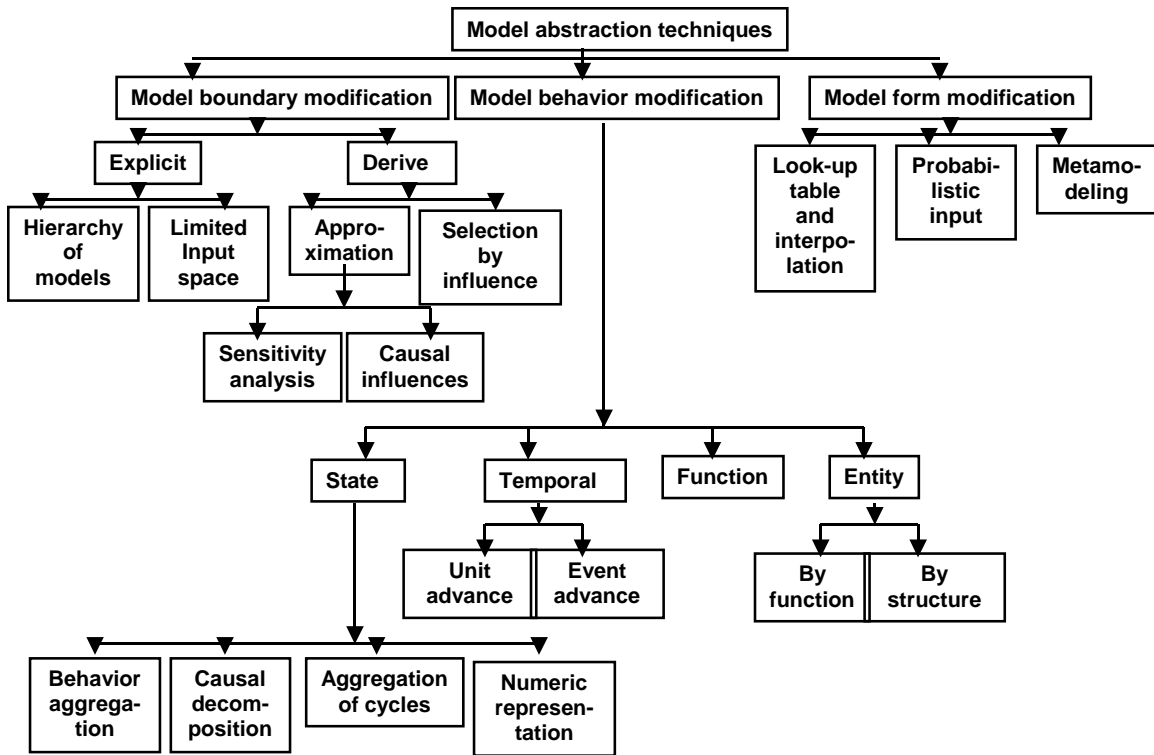 Model abstraction techniques
Model boundary modification
Model behavior modification
Model form modification
Explicit
Derive
Look-up
table
and
interpo-
lation
Probabi-
listic
input
Metamo-
deling
Hierarchy
of
models
Limited
Input
space
Appro-
ximation
Selection
by
influence
Sensitivity
analysis
Causal
influences
State
Temporal
Function
Entity
Unit
advance
Event
advance
By
function
By
structure
Behavior
aggrega-
tion
Causal
decom-
position
Aggregation
of cycles
Numeric
represen-
tation